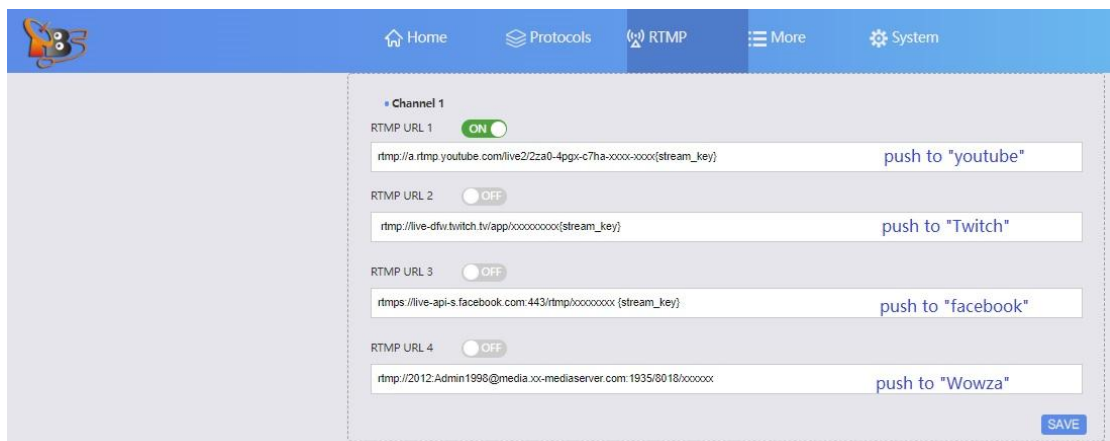 Home Protocols RTMP More System
Channel 1
RTMP URL 1 ON
rtmp://a.rtmp.youtube.com/live2/2za0-4pgx-c7ha-xxxx-xxxx{stream_key} push to "youtube"
RTMP URL 2 OFF
rtmp://live-dfw.twitch.tv/app/xxxxxxxxx{stream_key} push to "Twitch"
RTMP URL 3 OFF
rtmps://live-api-s.facebook.com:443/rtmp/xxxxxxxx {stream_key} push to "facebook"
RTMP URL 4 OFF
rtmp://2012:Admin1998@media.xx-mediaserver.com:1935/8018/xxxxxx push to "Wowza"
SAVE